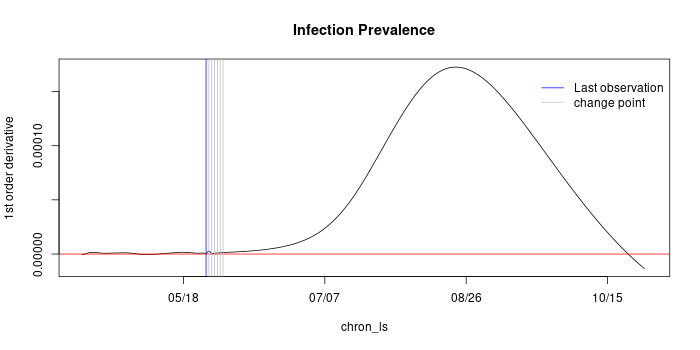 Infection Prevalence
1st order derivative
0.00010
0.00000
Last observation
change point
05/18
07/07
08/26
10/15
chron_ls